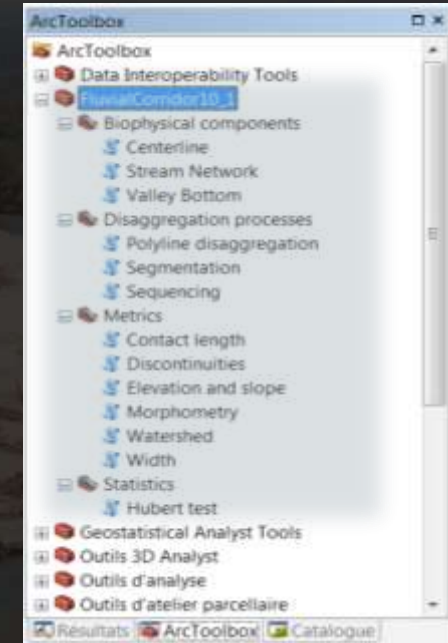 ArcToolbox
ArcToolbox
Data Interoperability Tools
FluvialCorridor10_1
Biophysical components
Centerline
Stream Network
Valley Bottom
Disaggregation processes
Polyline disaggregation
Segmentation
Sequencing
Metrics
Contact length
Discontinuities
Elevation and slope
Morphometry
Watershed
Width
Statistics
Hubert test
Geostatistical Analyst Tools
Outils 3D Analyst
Outils d'analyse
Outils d'atelier parcellaire
Résultats ArcToolbox Catalogue